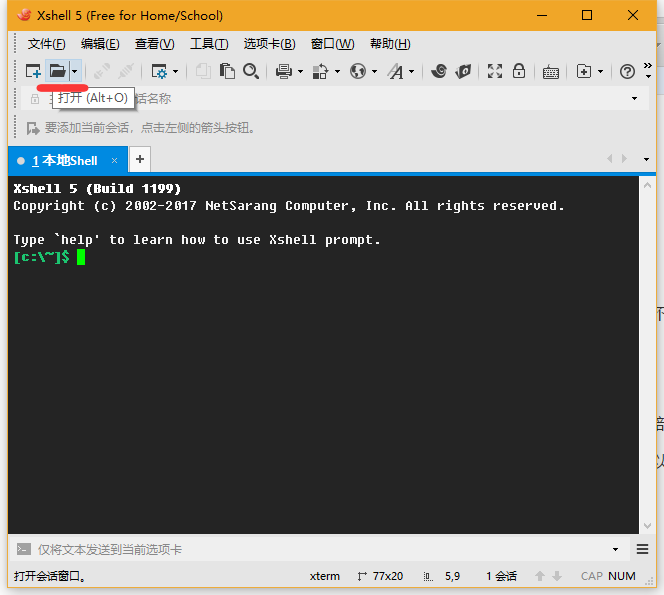 Xshell 5 (Free for Home/School)
文件(F) 编辑(E) 查看(V) 工具(T) 选项卡(B) 窗口(W) 帮助(H)
打开 (Alt+O)
话名称
要添加当前会话，点击左侧的箭头按钮。
1 本地Shell × +
Xshell 5 (Build 1199)
Copyright (c) 2002-2017 NetSarang Computer, Inc. All rights reserved.
Type `help' to learn how to use Xshell prompt.
[c:\~]$
仅将文本发送到当前选项卡
打开会话窗口。 xterm 77x20 5,9 1 会话 CAP NUM